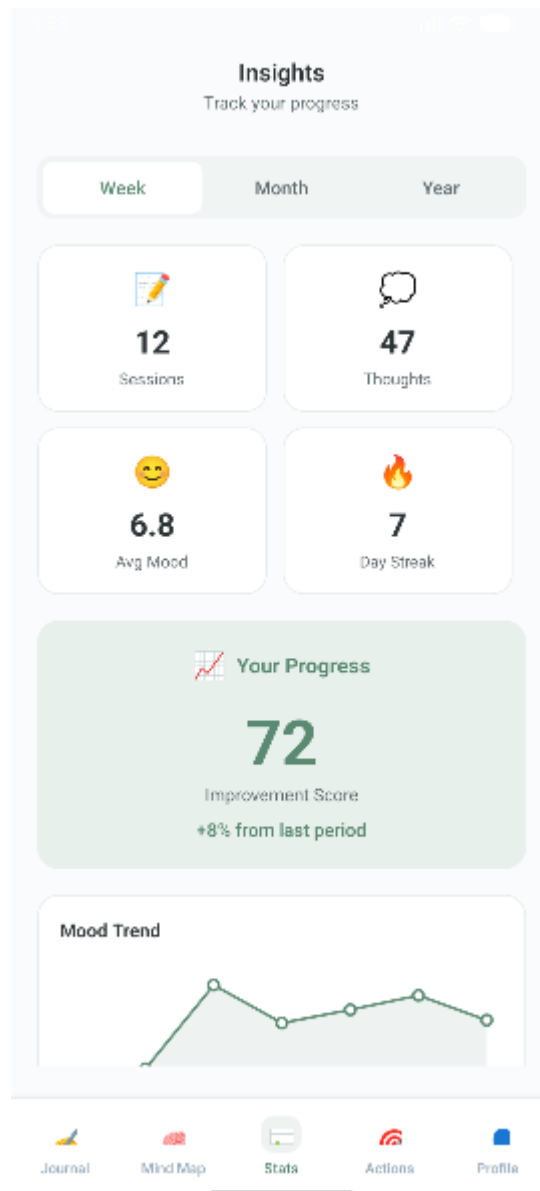 Insights
Track your progress
Week Month Year
12
Sessions
47
Thoughts
6.8
Avg Mood
7
Day Streak
Your Progress
72
Improvement Score
+8% from last period
Mood Trend
Journal Mind Map Stats Actions Profile